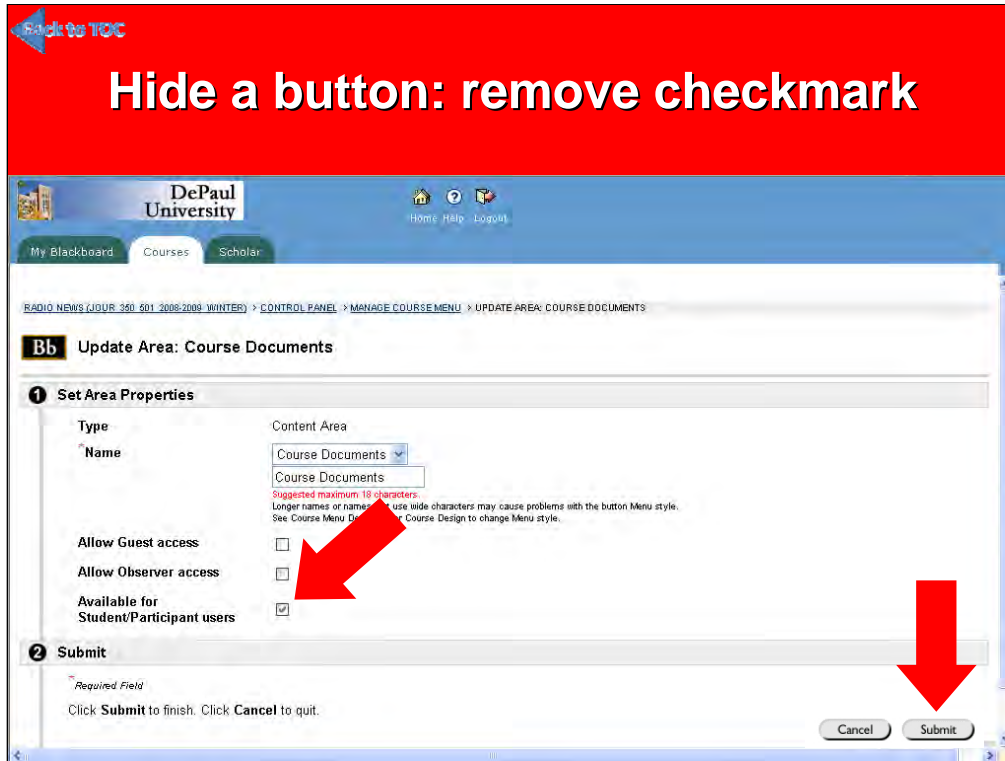 Back to TOC
Hide a button: remove checkmark
DePaul
University
Home Help Logout
My Blackboard Courses Scholar
RADIO NEWS (JOUR 350 501 2008-2009 WINTER) > CONTROL PANEL > MANAGE COURSE MENU > UPDATE AREA: COURSE DOCUMENTS
Bb Update Area: Course Documents
1 Set Area Properties
Type Content Area
*Name Course Documents
Course Documents
Suggested maximum 18 characters.
Longer names or names use wide characters may cause problems with the button Menu style.
See Course Menu Course Design to change Menu style.
Allow Guest access
Allow Observer access
Available for
Student/Participant users
2 Submit
*Required Field
Click Submit to finish. Click Cancel to quit.
Cancel Submit